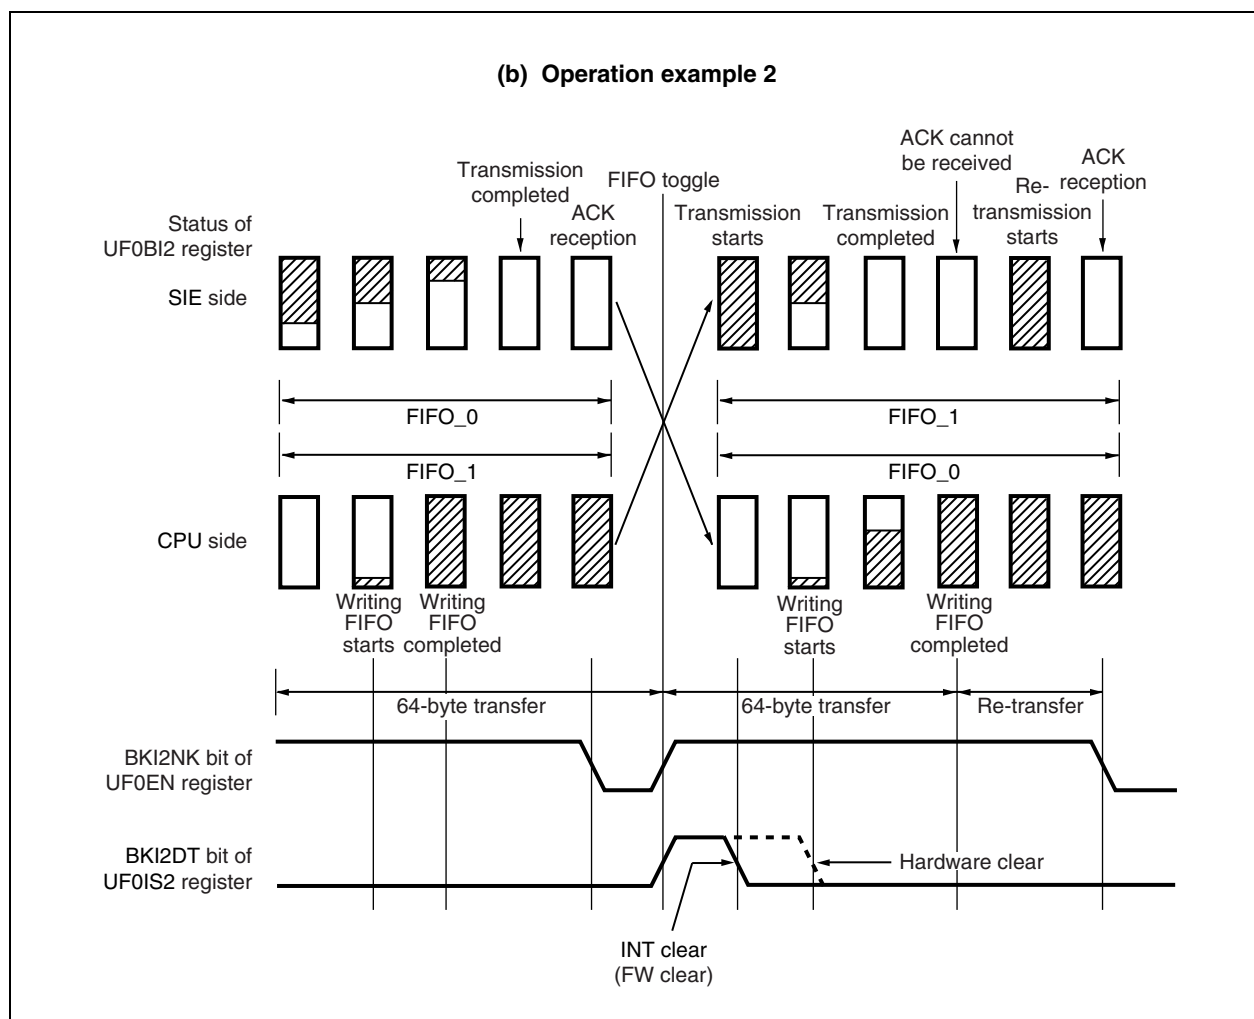 (b) Operation example 2
ACK cannot
be received
ACK
reception
Transmission
completed
FIFO toggle
Re-
transmission
starts
Status of
UF0BI2 register
ACK
reception
Transmission
starts
Transmission
completed
SIE side
FIFO_0
FIFO_1
FIFO_1
FIFO_0
CPU side
Writing
FIFO
starts
Writing
FIFO
completed
Writing
FIFO
starts
Writing
FIFO
completed
64-byte transfer
64-byte transfer
Re-transfer
BKI2NK bit of
UF0EN register
BKI2DT bit of
UF0IS2 register
Hardware clear
INT clear
(FW clear)